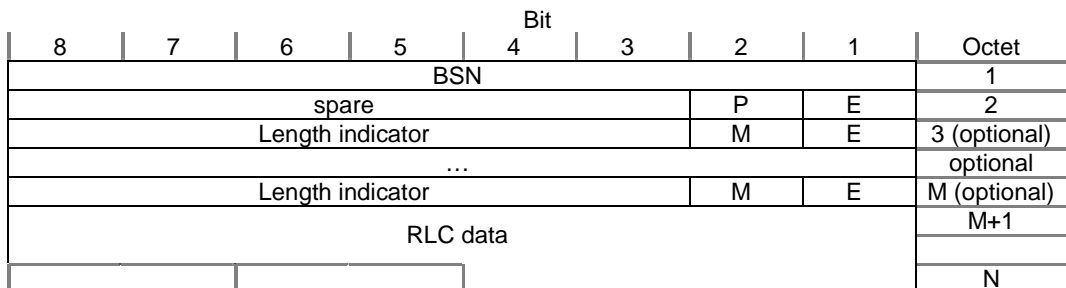 Bit
8 7 6 5 4 3 2 1 Octet
BSN 1
spare P E 2
Length indicator M E 3 (optional)
… optional
Length indicator M E M (optional)
RLC data M+1
N